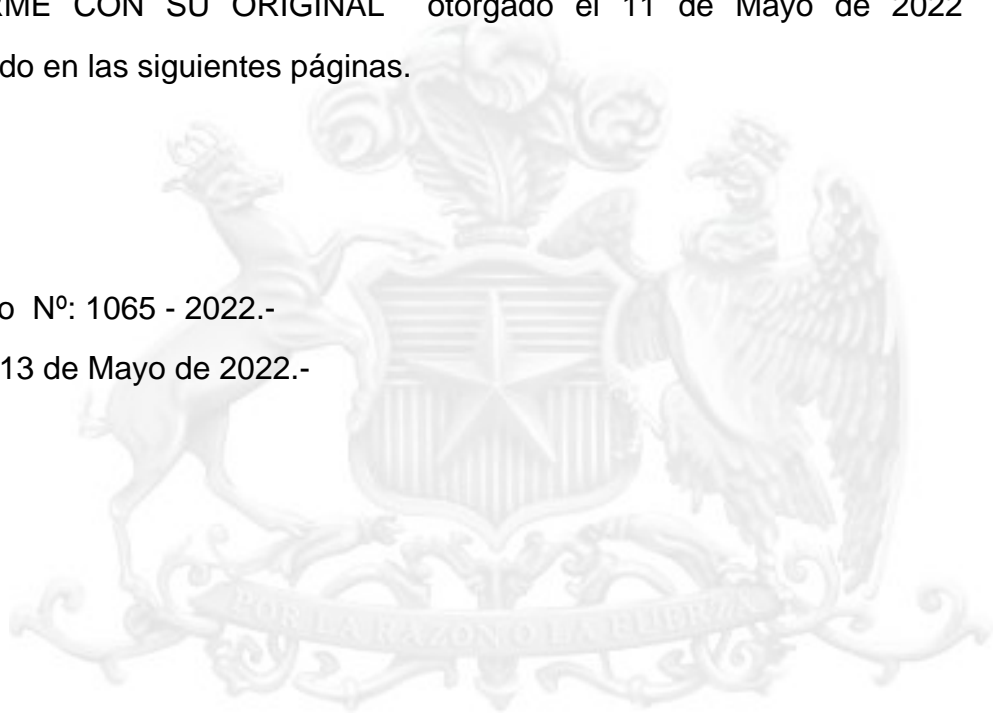 RME CON SU ORIGINAL otorgado el 11 de Mayo de 2022
do en las siguientes páginas.
o Nº: 1065 - 2022.-
13 de Mayo de 2022.-
POR LA RAZON O LA FUERZA